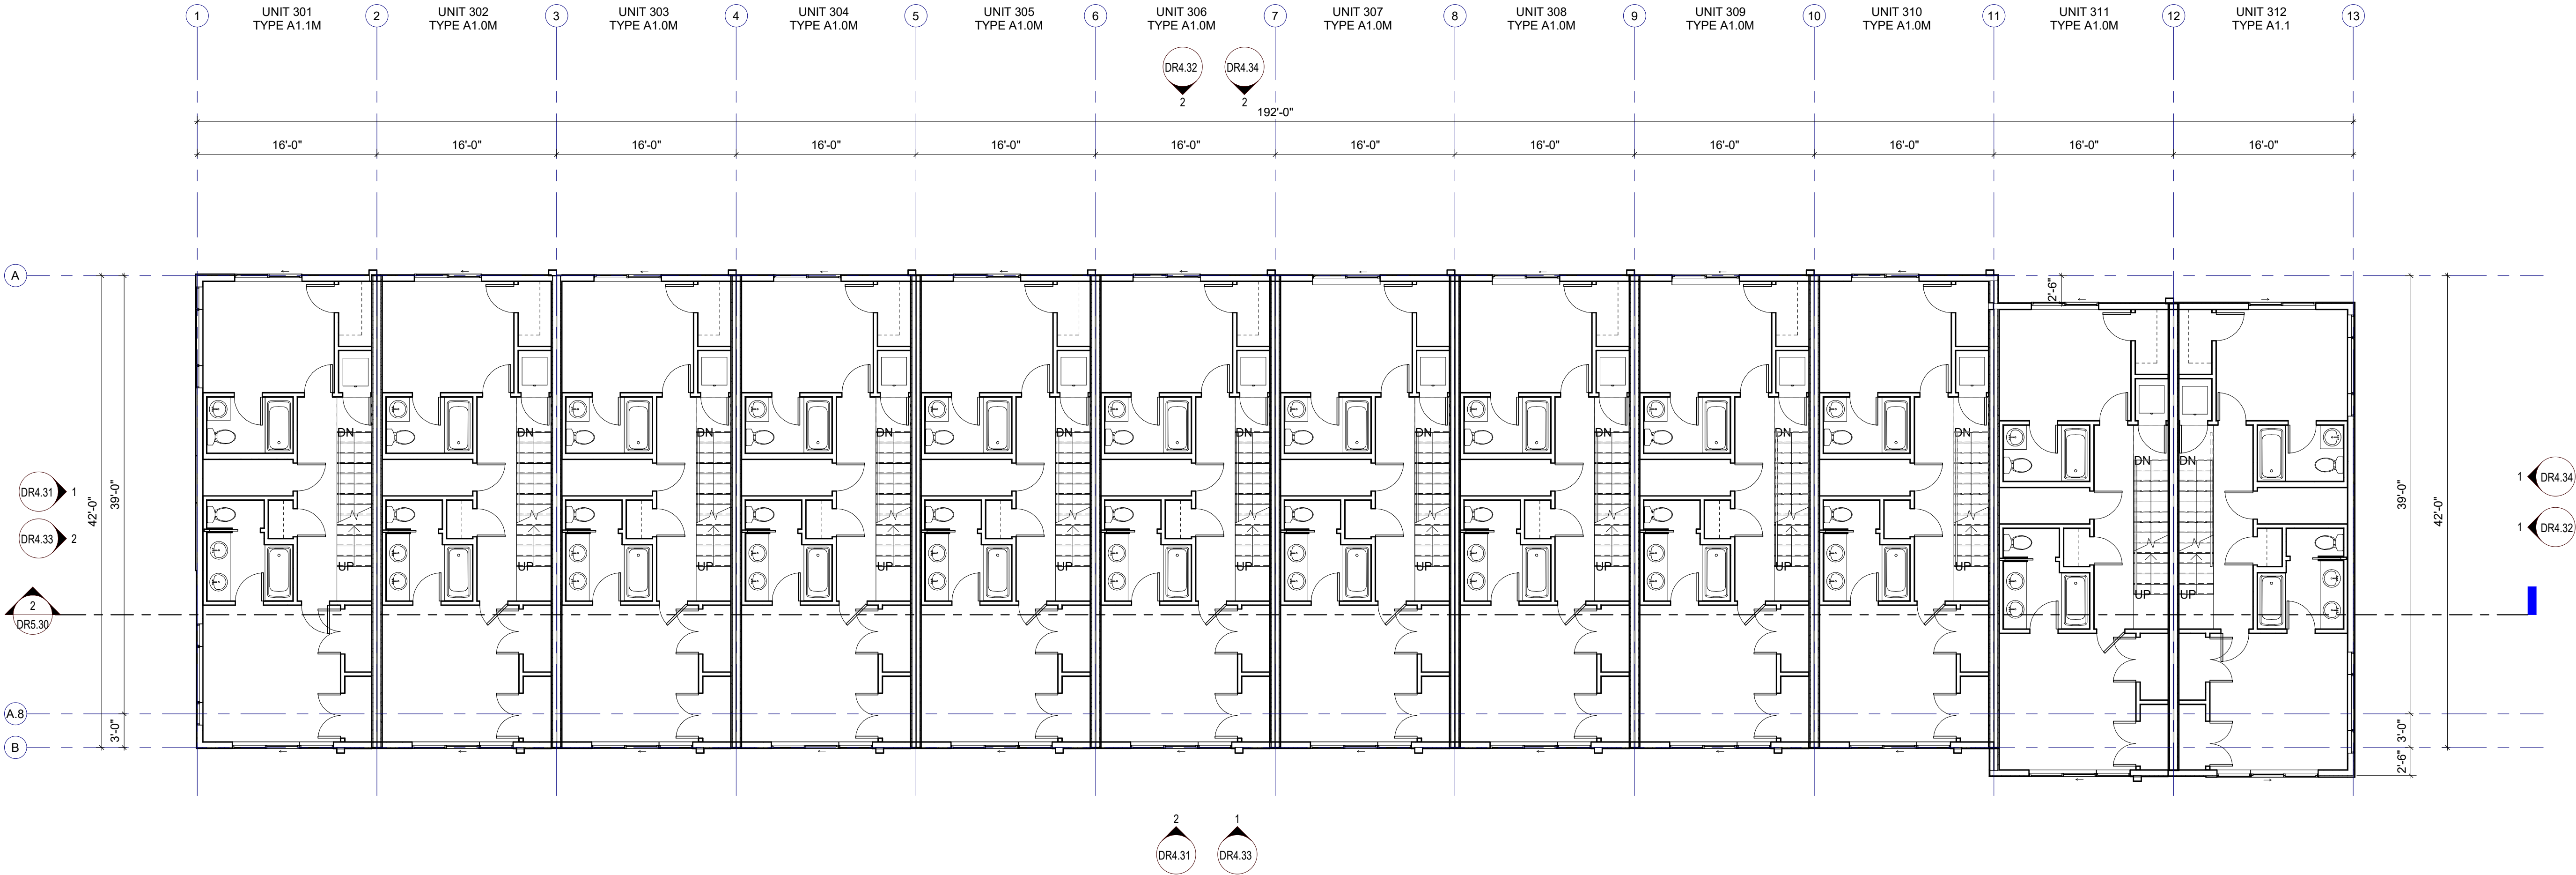 1
UNIT 301
TYPE A1.1M
2
UNIT 302
TYPE A1.0M
3
UNIT 303
TYPE A1.0M
4
UNIT 304
TYPE A1.0M
5
UNIT 305
TYPE A1.0M
6
UNIT 306
TYPE A1.0M
7
UNIT 307
TYPE A1.0M
8
UNIT 308
TYPE A1.0M
9
UNIT 309
TYPE A1.0M
10
UNIT 310
TYPE A1.0M
11
UNIT 311
TYPE A1.0M
12
UNIT 312
TYPE A1.1
13
DR4.32
2
DR4.34
2
192'-0"
16'-0" 16'-0" 16'-0" 16'-0" 16'-0" 16'-0" 16'-0" 16'-0" 16'-0" 16'-0" 16'-0" 16'-0"
A
2'-6"
DN DN DN DN DN DN DN DN DN DN
DN DN
DR4.31 1
DR4.33 2
42'-0"
39'-0"
39'-0"
42'-0"
1 DR4.34
1 DR4.32
UP UP UP UP UP UP UP UP UP UP
UP UP
2
DR5.30
A.8
3'-0"
B
3'-0"
2'-6"
2
DR4.31
1
DR4.33